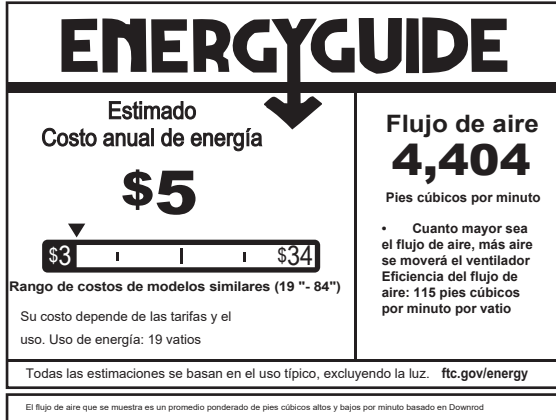 ENERGYGUIDE
Estimado
Costo anual de energía
$5
$3
$34
Rango de costos de modelos similares (19 "- 84")
Su costo depende de las tarifas y el
uso. Uso de energía: 19 vatios
Flujo de aire
4,404
Pies cúbicos por minuto
• Cuanto mayor sea
el flujo de aire, más aire
se moverá el ventilador
Eficiencia del flujo de
aire: 115 pies cúbicos
por minuto por vatio
Todas las estimaciones se basan en el uso típico, excluyendo la luz. ftc.gov/energy
El flujo de aire que se muestra es un promedio ponderado de pies cúbicos altos y bajos por minuto basado en Downrod